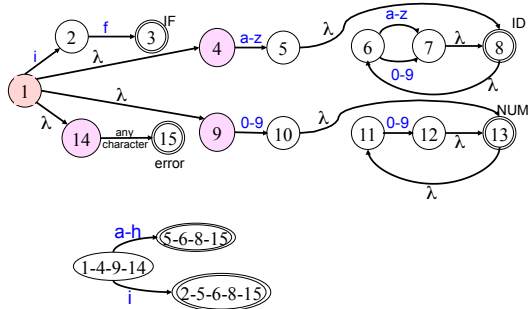 f IF a-z ID
2 3 λ 4 5 λ 6 7 λ 8
i λ a-z 0-9
1 λ λ NUM
λ 0-9 λ 0-9
14 any character 15 9 10 11 12 λ 13
error λ
a-h 5-6-8-15
1-4-9-14
i 2-5-6-8-15